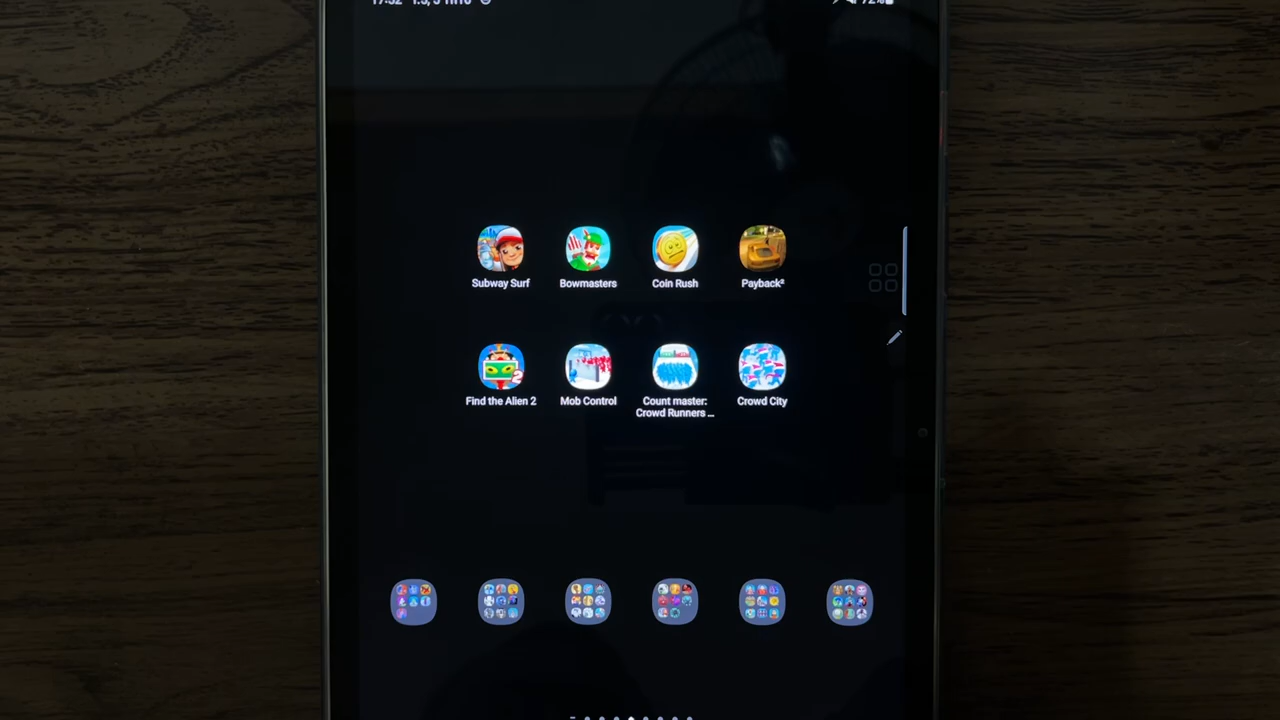 Subway Surf Bowmasters Coin Rush Payback²
Find the Alien 2 Mob Control Count master: Crowd City
Crowd Runners ...